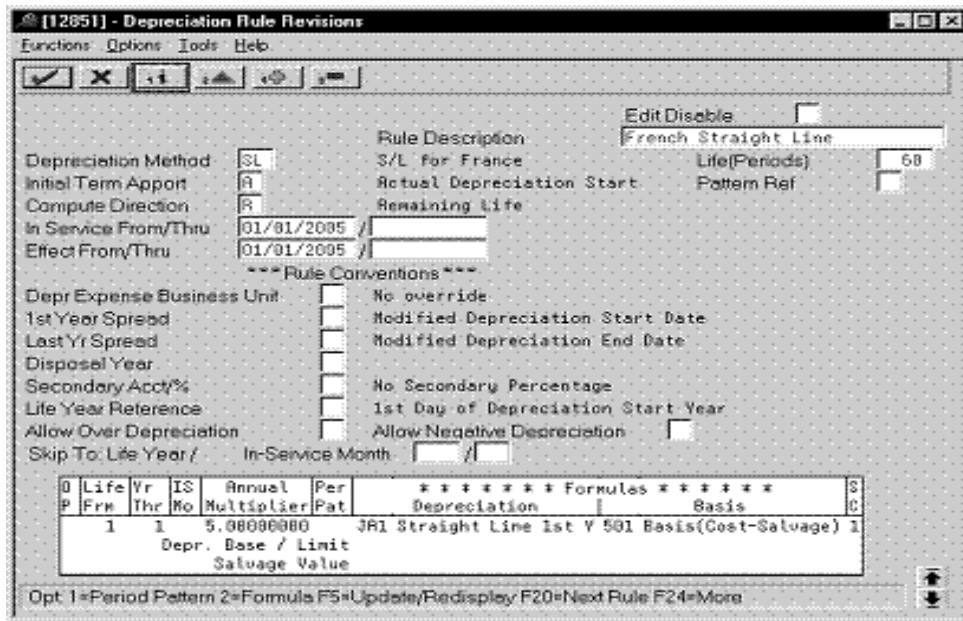 [12851] - Depreciation Rule Revisions
Functions Options Tools Help
Edit Disable
Rule Description French Straight Line
Depreciation Method SL S/L for France Life(Periods) 60
Initial Term Apport A Actual Depreciation Start Pattern Ref
Compute Direction R Remaining Life
In Service From/Thru 01/01/2005 /
Effect From/Thru 01/01/2005 /
*** Rule Conventions ***
Depr Expense Business Unit No override
1st Year Spread Modified Depreciation Start Date
Last Yr Spread Modified Depreciation End Date
Disposal Year
Secondary Acct/% No Secondary Percentage
Life Year Reference 1st Day of Depreciation Start Year
Allow Over Depreciation Allow Negative Depreciation
Skip To: Life Year / In-Service Month /
O Life Yr IS Annual Per * * * * * * * Formulas * * * * * * S
P Frm Thr Mo Multiplier Pat Depreciation Basis C
1 1 5.00000000 JA1 Straight Line 1st Y 501 Basis(Cost-Salvage) 1
Depr. Base / Limit
Salvage Value
Opt: 1=Period Pattern 2=Formula F5=Update/Redisplay F20=Next Rule F24=More